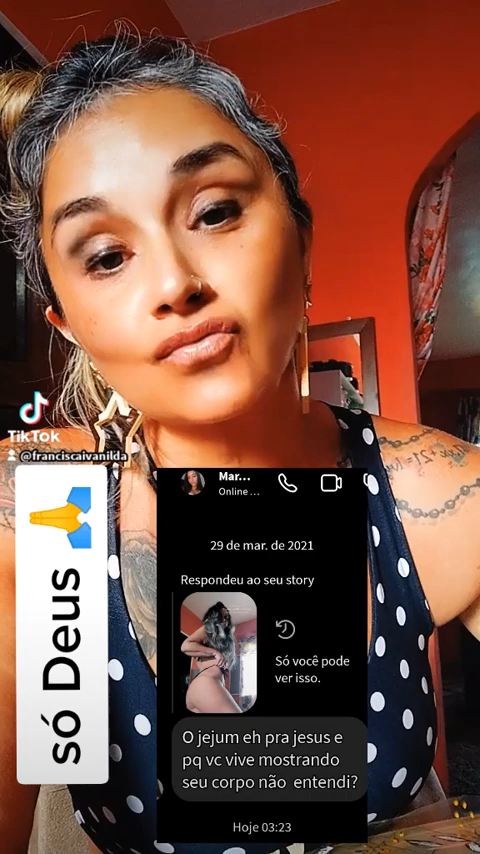 TikTok
@franciscaivanilda
só Deus
Mar...
Online ...
29 de mar. de 2021
Respondeu ao seu story
Só você pode
ver isso.
O jejum eh pra jesus e
pq vc vive mostrando
seu corpo não entendi?
Hoje 03:23